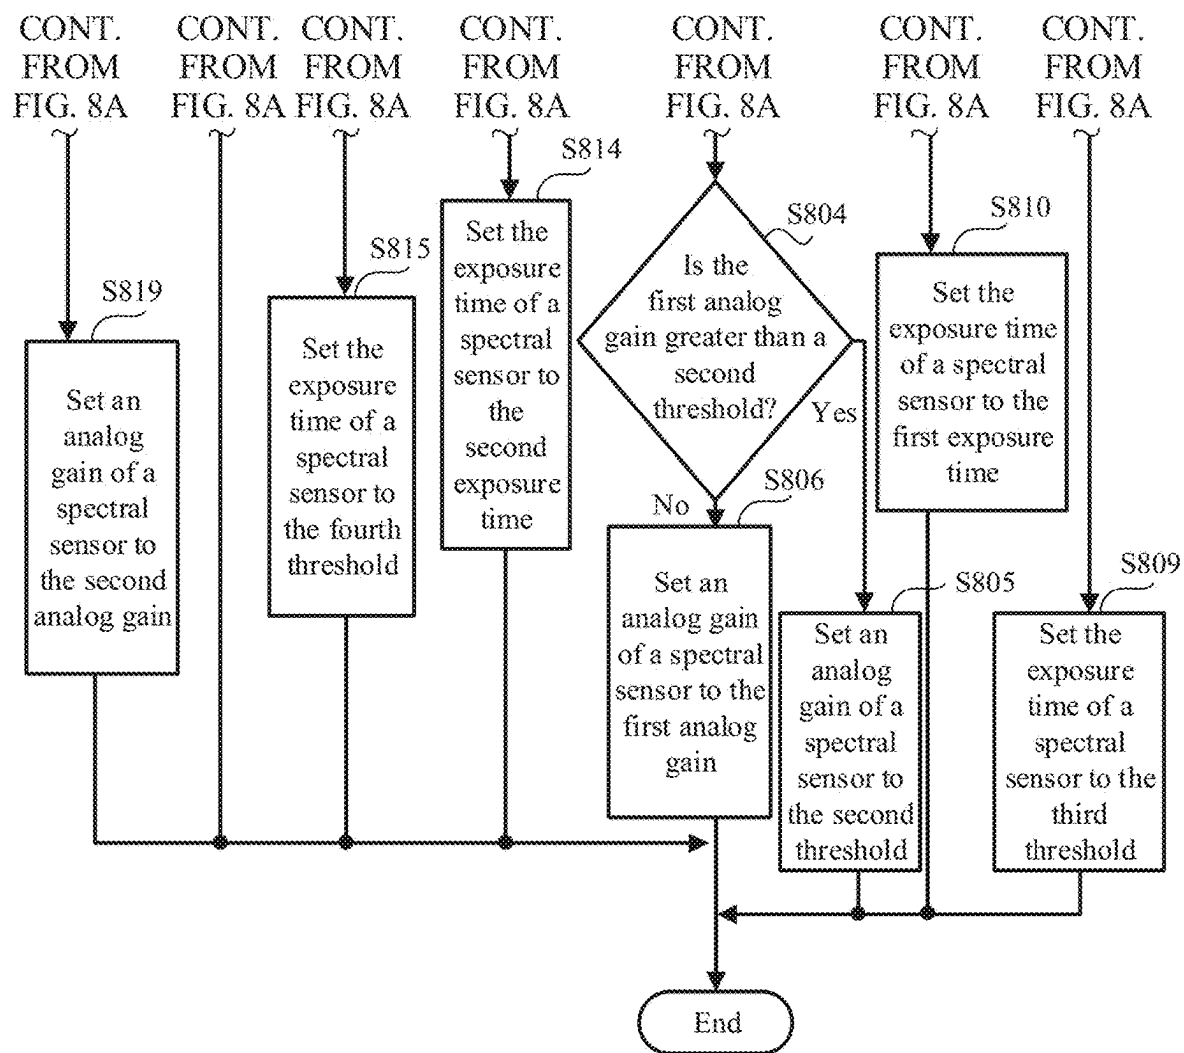 CONT.
FROM
FIG. 8A
CONT.
FROM
FIG. 8A
CONT.
FROM
FIG. 8A
CONT.
FROM
FIG. 8A
CONT.
FROM
FIG. 8A
CONT.
FROM
FIG. 8A
CONT.
FROM
FIG. 8A
S819
Set an
analog
gain of a
spectral
sensor to
the second
analog gain
S815
Set the
exposure
time of a
spectral
sensor to
the fourth
threshold
S814
Set the
exposure
time of a
spectral
sensor to
the
second
exposure
time
S804
Is the
first analog
gain greater than a
second
threshold?
Yes
No
S806
Set an
analog gain
of a spectral
sensor to the
first analog
gain
S805
Set an
analog
gain of a
spectral
sensor to
the second
threshold
S810
Set the
exposure time
of a spectral
sensor to the
first exposure
time
S809
Set the
exposure
time of a
spectral
sensor to the
third
threshold
End